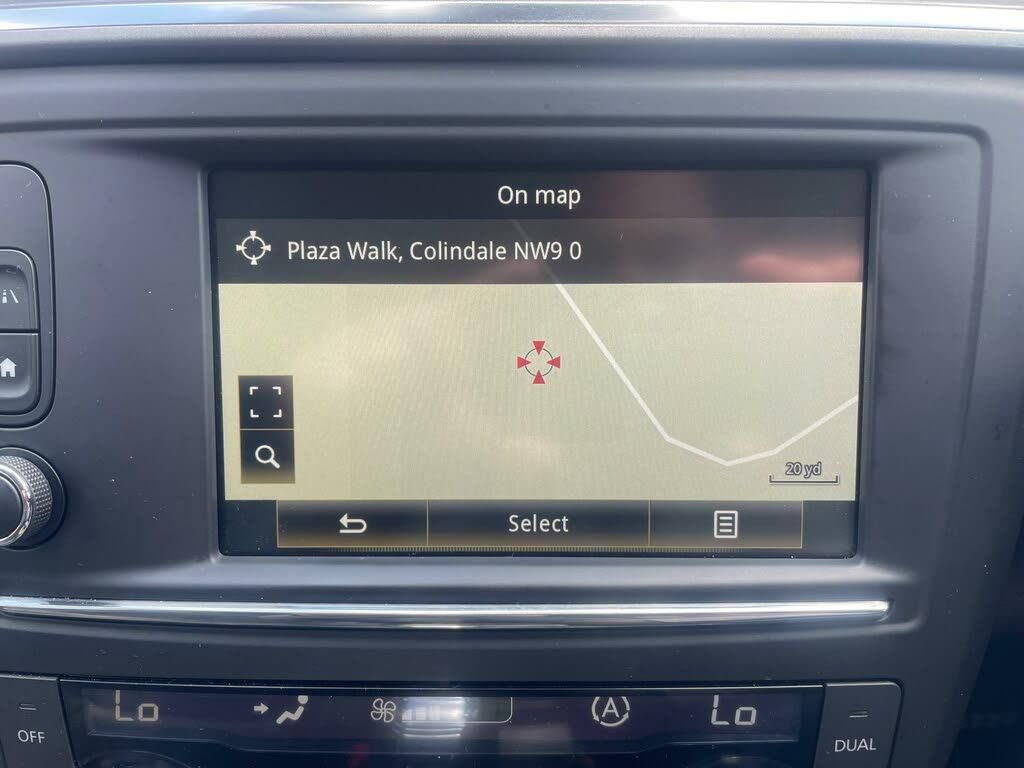 On map
Plaza Walk, Colindale NW9 0
20 yd
Select
Lo
A
Lo
OFF
DUAL